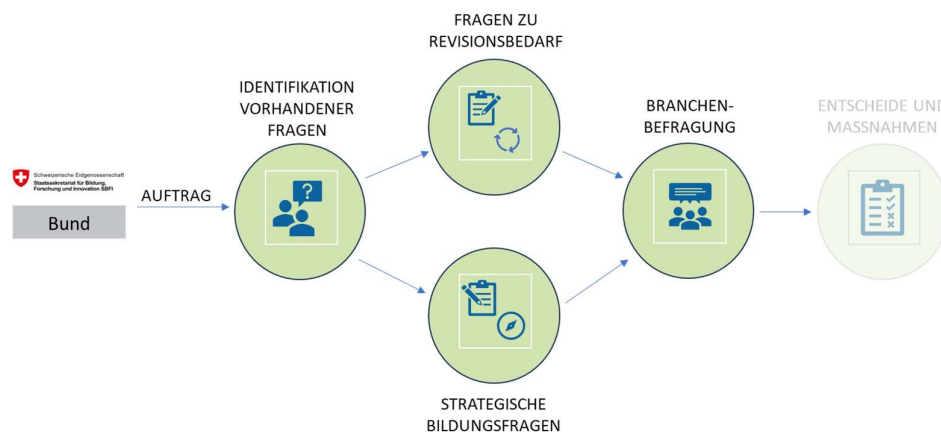 FRAGEN ZU
REVISIONSBEDARF
IDENTIFIKATION
VORHANDENER
FRAGEN
BRANCHEN-
BEFRAGUNG
ENTSCHEIDE UND
MASSNAHMEN
Schweizerische Eidgenossenschaft
Staatssekretariat für Bildung,
Forschung und Innovation SBFI
Bund
AUFTRAG
?
STRATEGISCHE
BILDUNGSFRAGEN